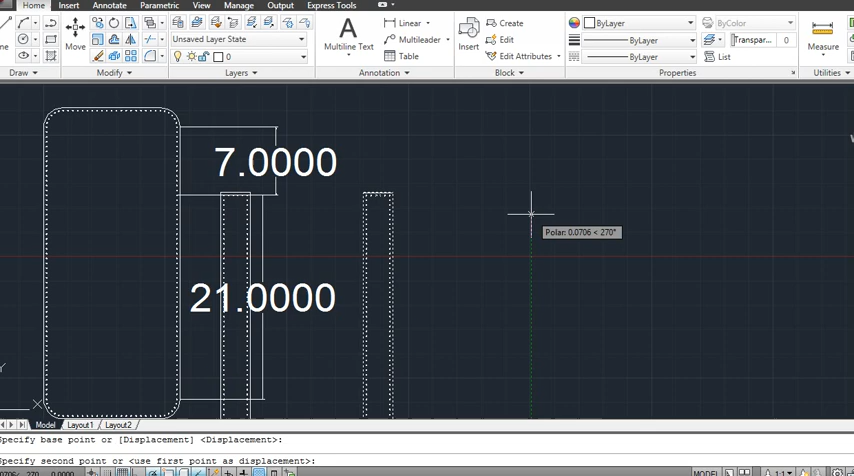 Home Insert Annotate Parametric View Manage Output Express Tools
Move
Multiline Text
Linear
Multileader
Table
Insert
Create
Edit
Edit Attributes
Unsaved Layer State
0
ByLayer
ByLayer
ByLayer
ByColor
Transpar... 0
List
Measure
Draw Modify Layers Annotation Block Properties Utilities
7.0000
Polar: 0.0706 < 270°
21.0000
Y
X
Model Layout1 Layout2
Specify base point or [Displacement] <Displacement>:
Specify second point or <use first point as displacement>:
MODEL 1:1